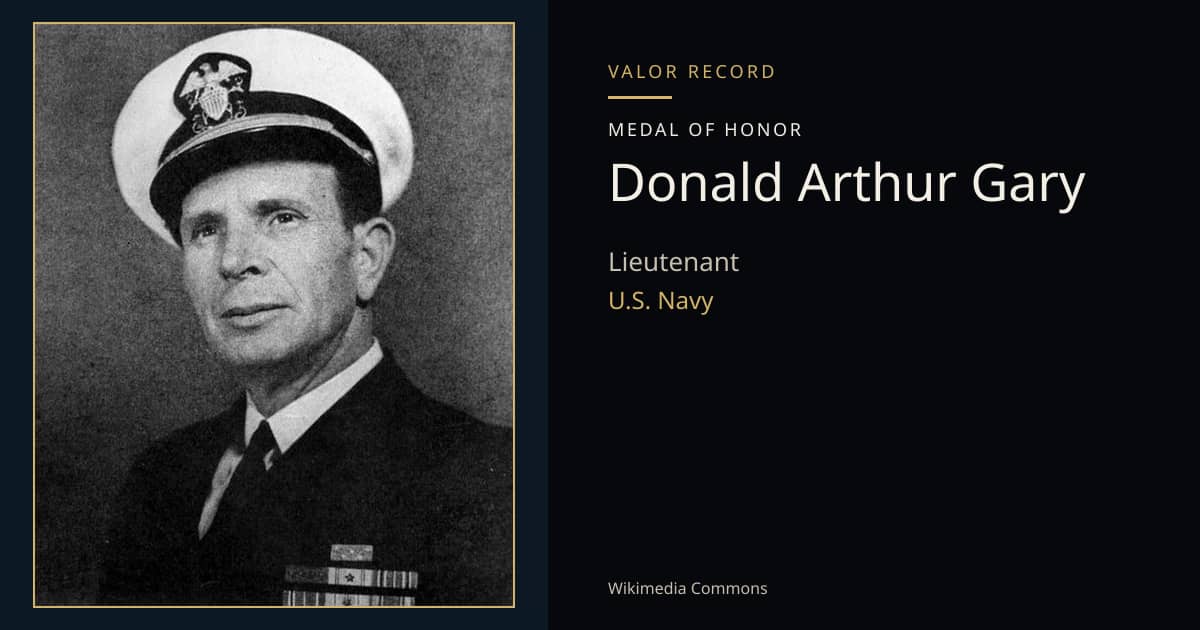 VALOR RECORD
MEDAL OF HONOR
Donald Arthur Gary
Lieutenant
U.S. Navy
Wikimedia Commons